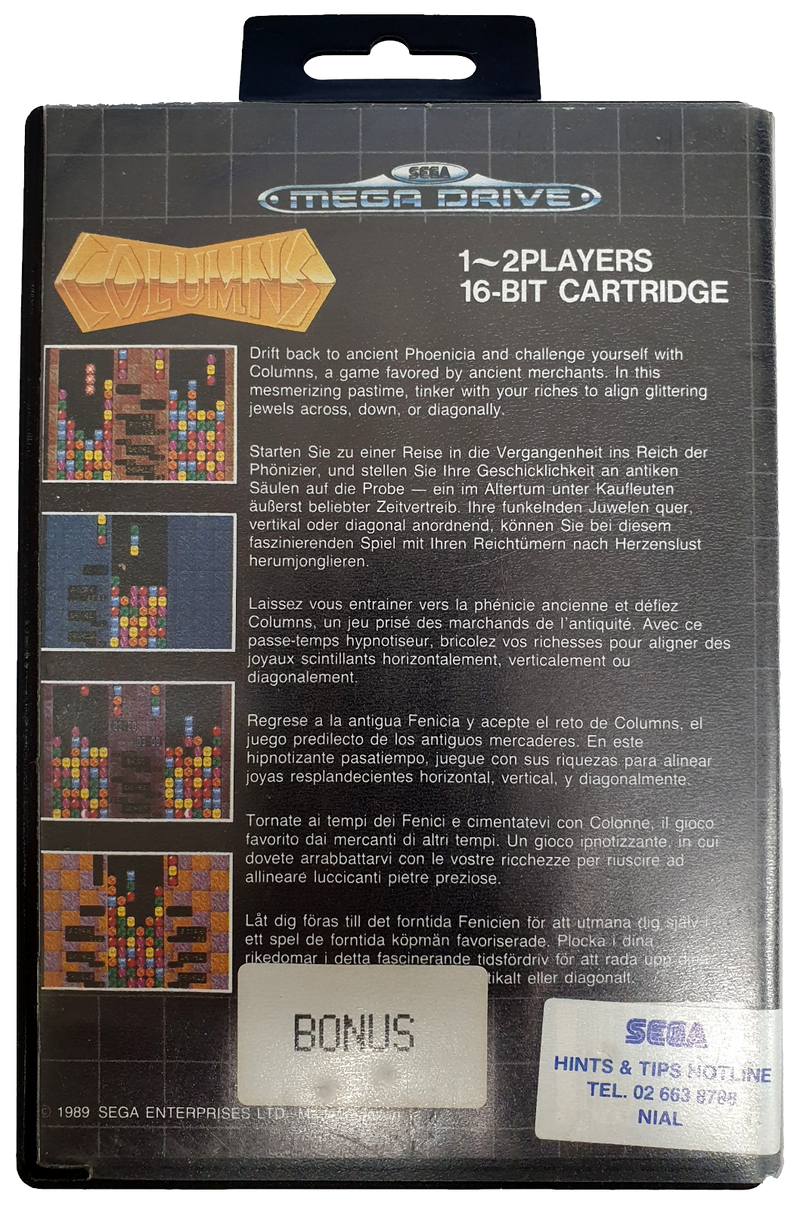 SEGA
MEGA DRIVE
COLUMNS
1~2PLAYERS
16-BIT CARTRIDGE
Drift back to ancient Phoenicia and challenge yourself with
Columns, a game favored by ancient merchants. In this
mesmerizing pastime, tinker with your riches to align glittering
jewels across, down, or diagonally.
Starten Sie zu einer Reise in die Vergangenheit ins Reich der
Phönizier, und stellen Sie Ihre Geschicklichkeit an antiken
Säulen auf die Probe — ein im Altertum unter Kaufleuten
äußerst beliebter Zeitvertreib. Ihre funkelnden Juwelen quer,
vertikal oder diagonal anordnend, können Sie bei diesem
faszinierenden Spiel mit Ihren Reichtümern nach Herzenslust
herumjonglieren.
Laissez vous entrainer vers la phénicie ancienne et défiez
Columns, un jeu prisé des marchands de l'antiquité. Avec ce
passe-temps hypnotiseur, bricolez vos richesses pour aligner des
joyaux scintillants horizontalement, verticalement ou
diagonalement.
Regrese a la antigua Fenicia y acepte el reto de Columns, el
juego predilecto de los antiguos mercaderes. En este
hipnotizante pasatiempo, juegue con sus riquezas para alinear
joyas resplandecientes horizontal, vertical, y diagonalmente.
Tornate ai tempi dei Fenici e cimentatevi con Colonne, il gioco
favorito dai mercanti di altri tempi. Un gioco ipnotizzante, in cui
dovete arrabbattarvi con le vostre ricchezze per riuscire ad
allineare luccicanti pietre preziose.
Låt dig föras till det forntida Fenicien för att utmana dig själv i
ett spel de forntida köpmän favoriserade. Plocka i dina
rikedomar i detta fascinerande tidsfördriv för att rada upp dina
tikalt eller diagonalt.
BONUS
SEGA
HINTS & TIPS HOTLINE
TEL. 02 663 8788
NIAL
© 1989 SEGA ENTERPRISES LTD.